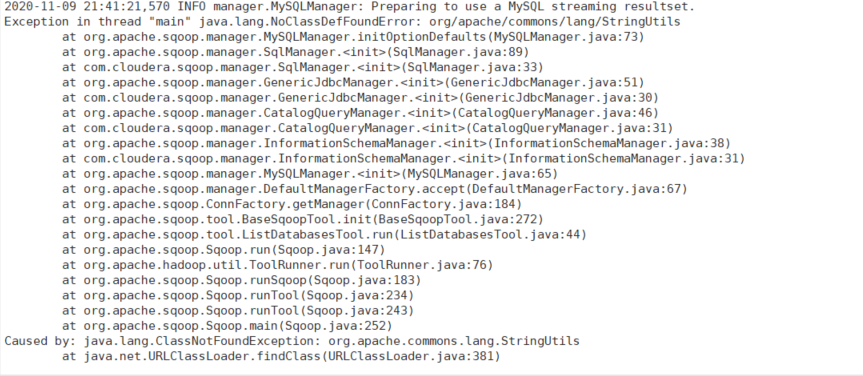 2020-11-09 21:41:21,570 INFO manager.MySQLManager: Preparing to use a MySQL streaming resultset.
Exception in thread "main" java.lang.NoClassDefFoundError: org/apache/commons/lang/StringUtils
        at org.apache.sqoop.manager.MySQLManager.initOptionDefaults(MySQLManager.java:73)
        at org.apache.sqoop.manager.SqlManager.<init>(SqlManager.java:89)
        at com.cloudera.sqoop.manager.SqlManager.<init>(SqlManager.java:33)
        at org.apache.sqoop.manager.GenericJdbcManager.<init>(GenericJdbcManager.java:51)
        at com.cloudera.sqoop.manager.GenericJdbcManager.<init>(GenericJdbcManager.java:30)
        at org.apache.sqoop.manager.CatalogQueryManager.<init>(CatalogQueryManager.java:46)
        at com.cloudera.sqoop.manager.CatalogQueryManager.<init>(CatalogQueryManager.java:31)
        at org.apache.sqoop.manager.InformationSchemaManager.<init>(InformationSchemaManager.java:38)
        at com.cloudera.sqoop.manager.InformationSchemaManager.<init>(InformationSchemaManager.java:31)
        at org.apache.sqoop.manager.MySQLManager.<init>(MySQLManager.java:65)
        at org.apache.sqoop.manager.DefaultManagerFactory.accept(DefaultManagerFactory.java:67)
        at org.apache.sqoop.ConnFactory.getManager(ConnFactory.java:184)
        at org.apache.sqoop.tool.BaseSqoopTool.init(BaseSqoopTool.java:272)
        at org.apache.sqoop.tool.ListDatabasesTool.run(ListDatabasesTool.java:44)
        at org.apache.sqoop.Sqoop.run(Sqoop.java:147)
        at org.apache.hadoop.util.ToolRunner.run(ToolRunner.java:76)
        at org.apache.sqoop.Sqoop.runSqoop(Sqoop.java:183)
        at org.apache.sqoop.Sqoop.runTool(Sqoop.java:234)
        at org.apache.sqoop.Sqoop.runTool(Sqoop.java:243)
        at org.apache.sqoop.Sqoop.main(Sqoop.java:252)
Caused by: java.lang.ClassNotFoundException: org.apache.commons.lang.StringUtils
        at java.net.URLClassLoader.findClass(URLClassLoader.java:381)